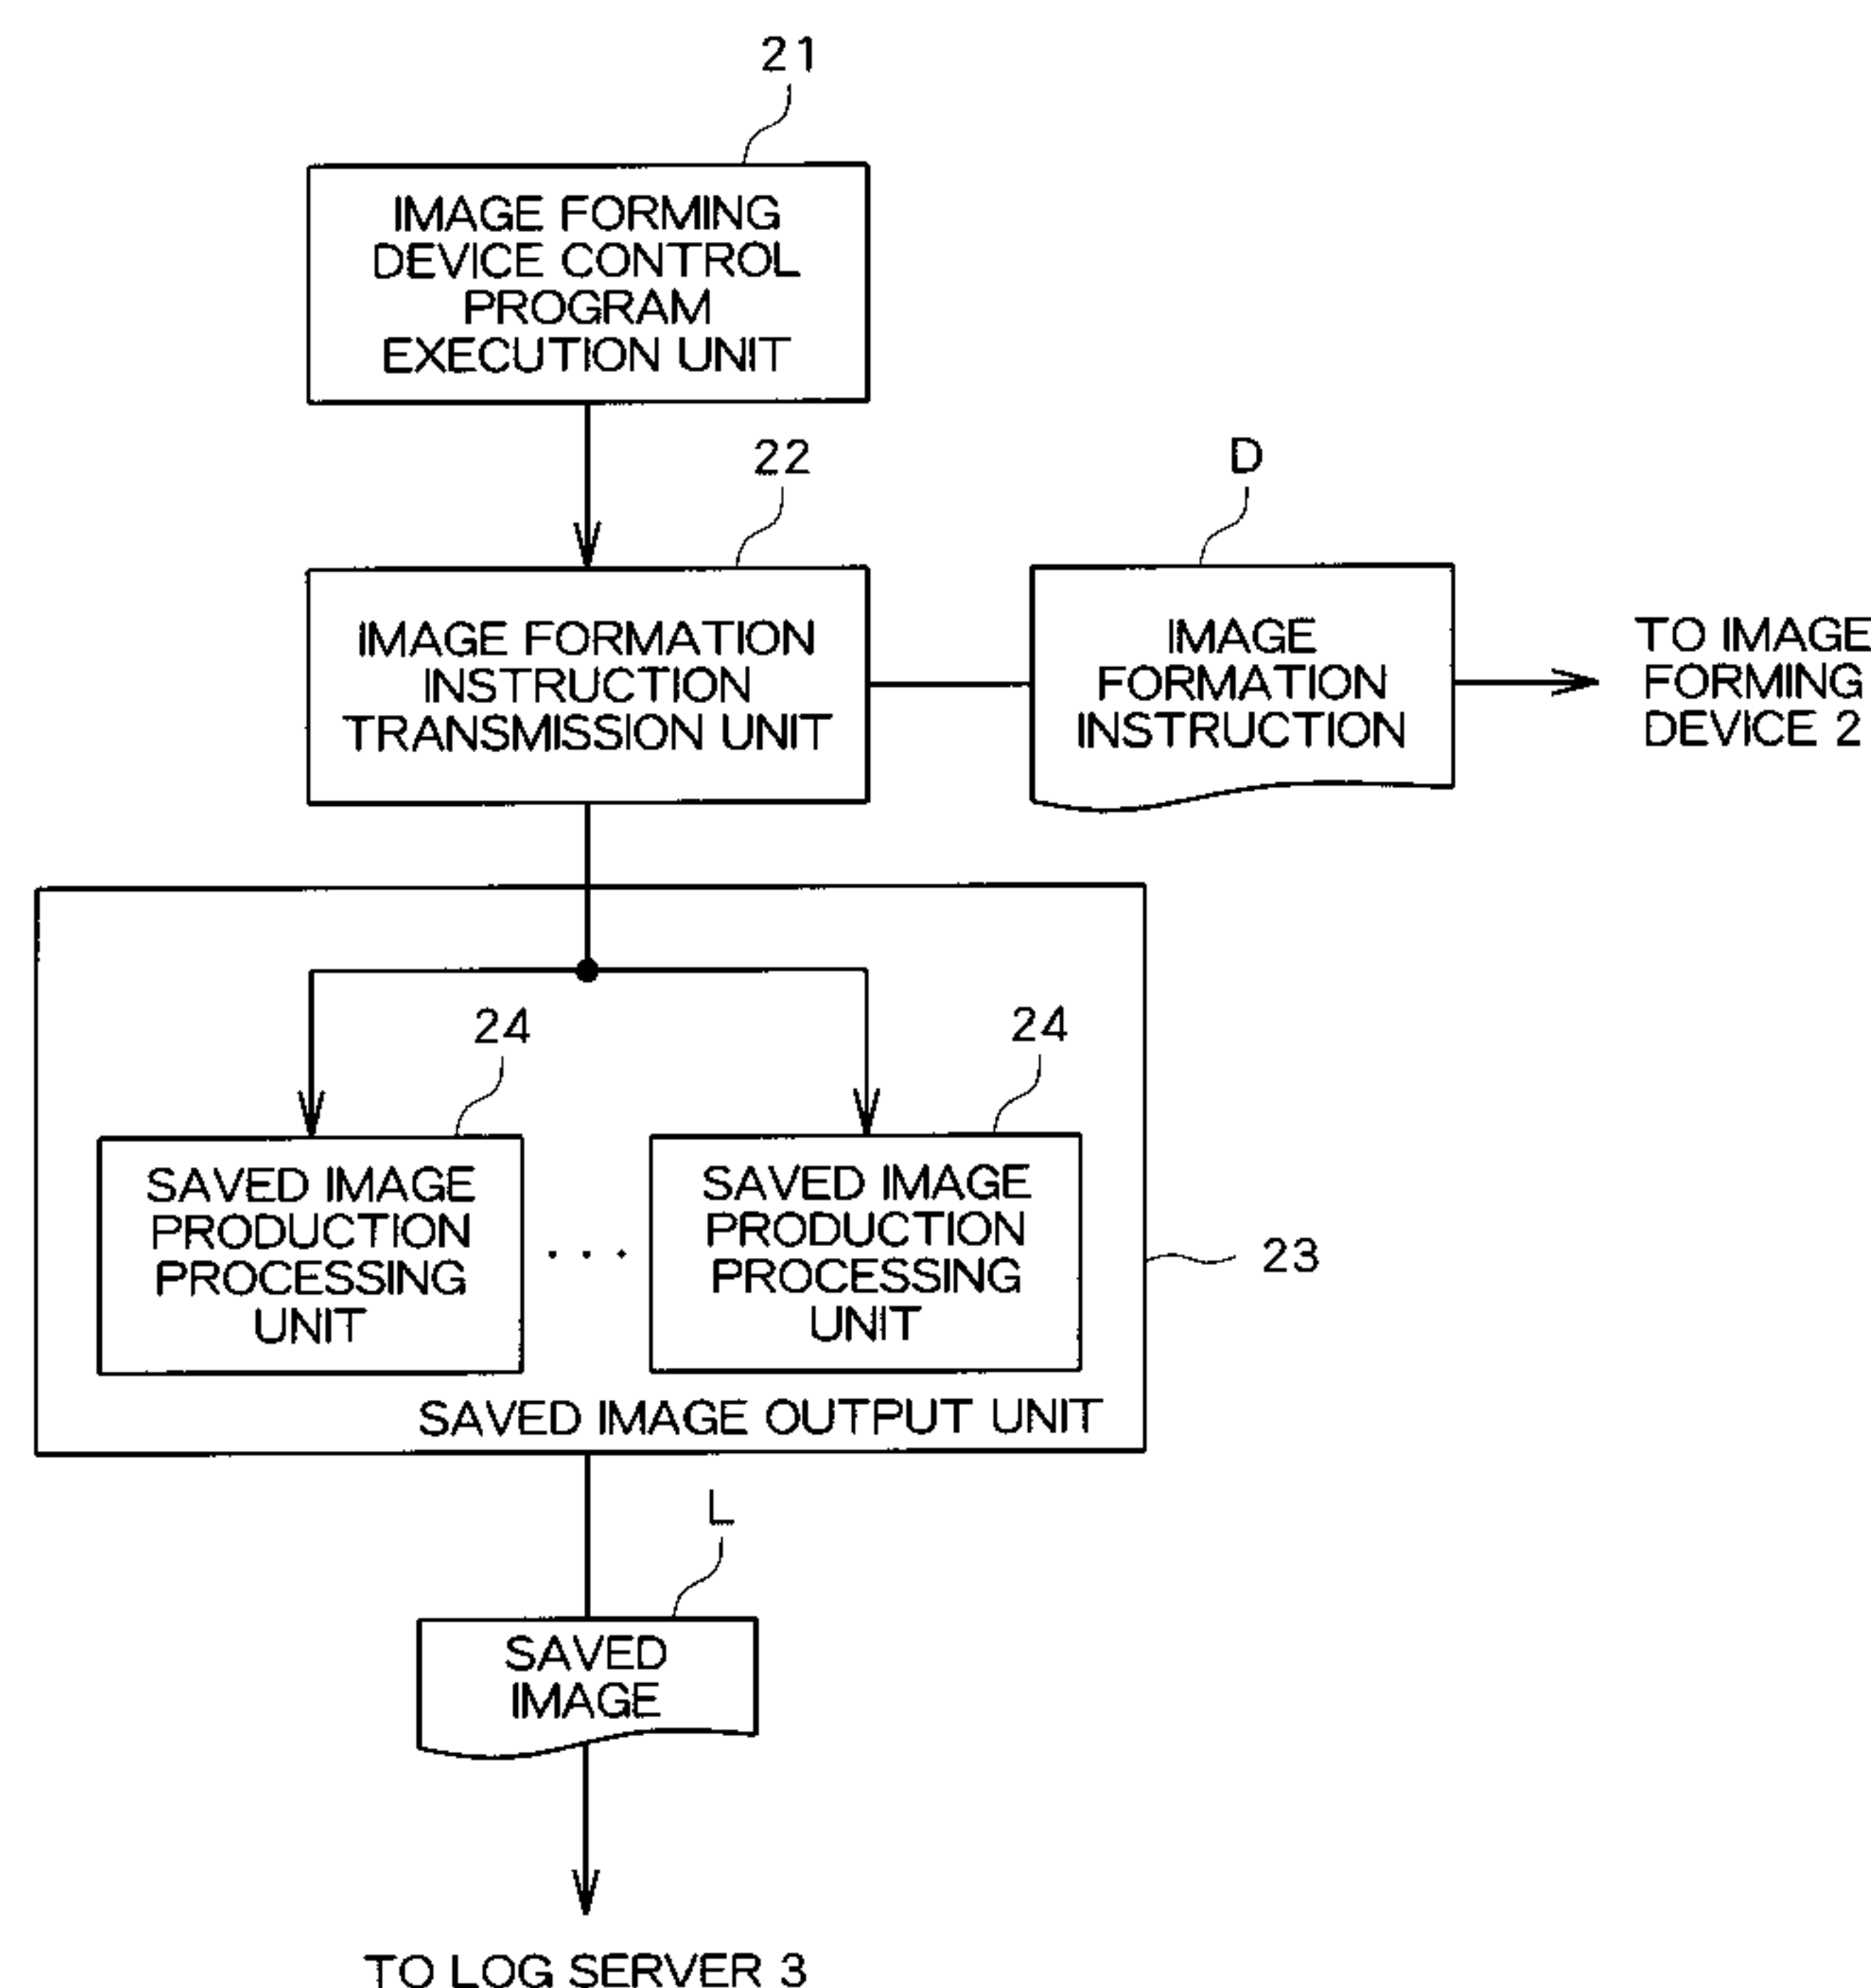 21
IMAGE FORMING
DEVICE CONTROL
PROGRAM
EXECUTION UNIT
22
IMAGE FORMATION
INSTRUCTION
TRANSMISSION UNIT
D
IMAGE
FORMATION
INSTRUCTION
TO IMAGE
FORMING
DEVICE 2
24
SAVED IMAGE
PRODUCTION
PROCESSING
UNIT
. . .
24
SAVED IMAGE
PRODUCTION
PROCESSING
UNIT
23
SAVED IMAGE OUTPUT UNIT
L
SAVED
IMAGE
TO LOG SERVER 3